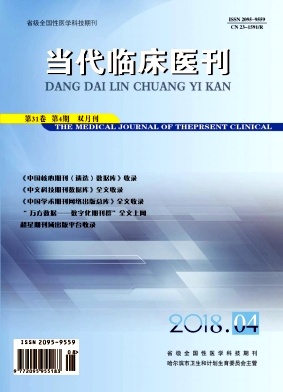 省级全国性医学科技期刊
ISSN 2095-9559
CN 23-1591/R
当代临床医刊
DANG DAI LIN CHUANG YI KAN
第31卷 第4期 双月刊
THE MEDICAL JOURNAL OF THEPRSENT CLINICAL
《中国核心期刊（遴选）数据库》收录
《中文科技期刊数据库》全文收录
《中国学术期刊网络出版总库》全文收录
“万方数据——数字化期刊群”全文上网
超星期刊域出版平台收录
2018.04
ISSN 2095-9559
08
9772095955183
省级全国性医学科技期刊
哈尔滨市卫生和计划生育委员会主管